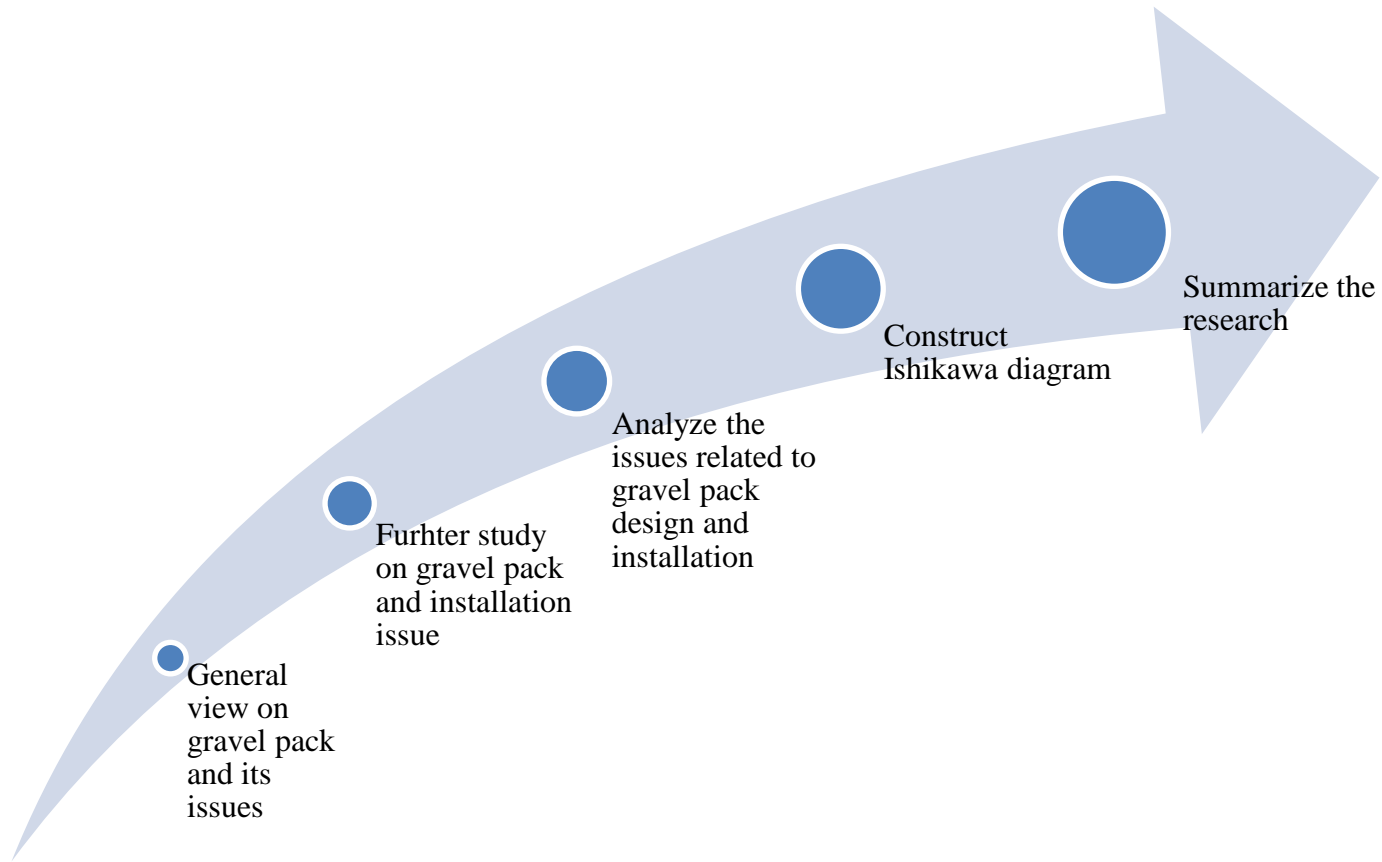 General
view on
gravel pack
and its
issues
Furhter study
on gravel pack
and installation
issue
Analyze the
issues related to
gravel pack
design and
installation
Construct
Ishikawa diagram
Summarize the
research